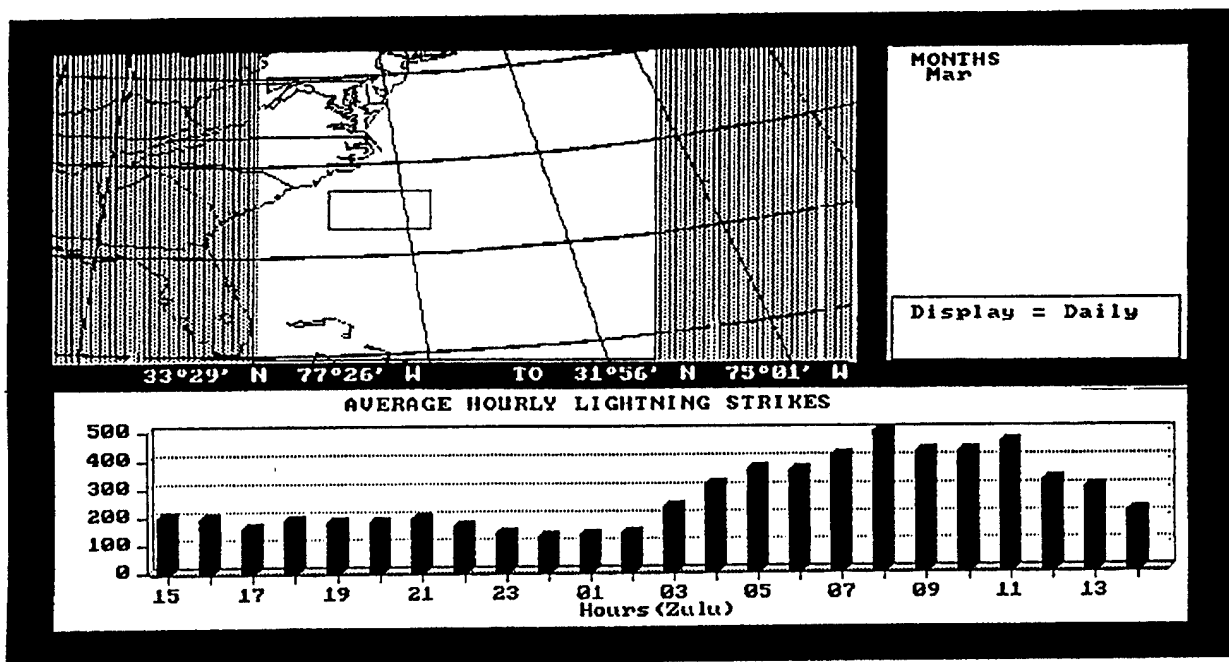 MONTHS
Mar
Display = Daily
33°29' N 77°26' W TO 31°56' N 75°01' W
AVERAGE HOURLY LIGHTNING STRIKES
500
400
300
200
100
0
15 17 19 21 23 01 03 05 07 09 11 13
Hours(Zulu)